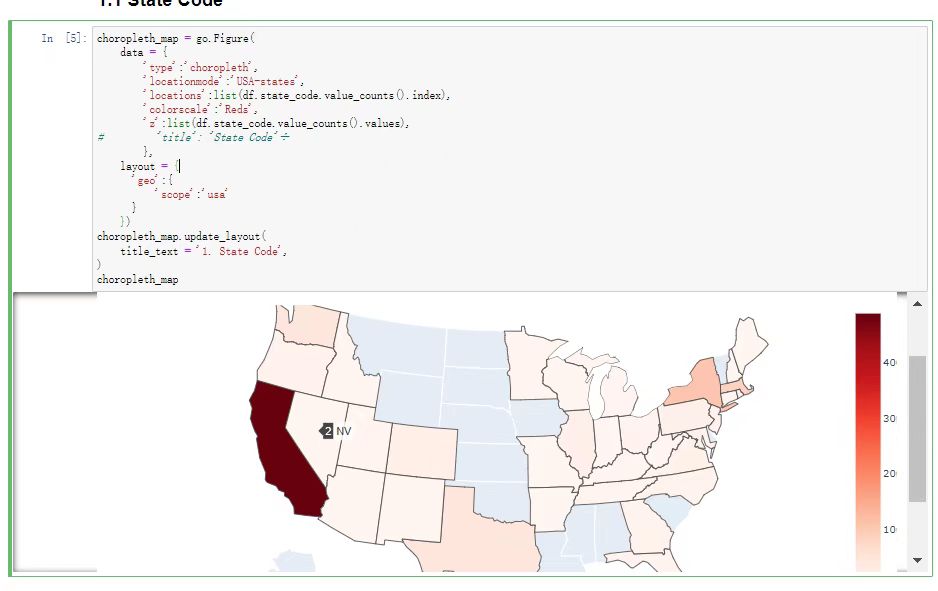 1.1 State Code
In [5]: choropleth_map = go.Figure(
data = {
'type':'choropleth',
'locationmode':'USA-states',
'locations':list(df.state_code.value_counts().index),
'colorscale':'Reds',
'z':list(df.state_code.value_counts().values),
# 'title': 'State Code'÷
},
layout = {
'geo':{
'scope':'usa'
}
})
choropleth_map.update_layout(
title_text = '1. State Code',
)
choropleth_map
40
30
20
10
2 NV